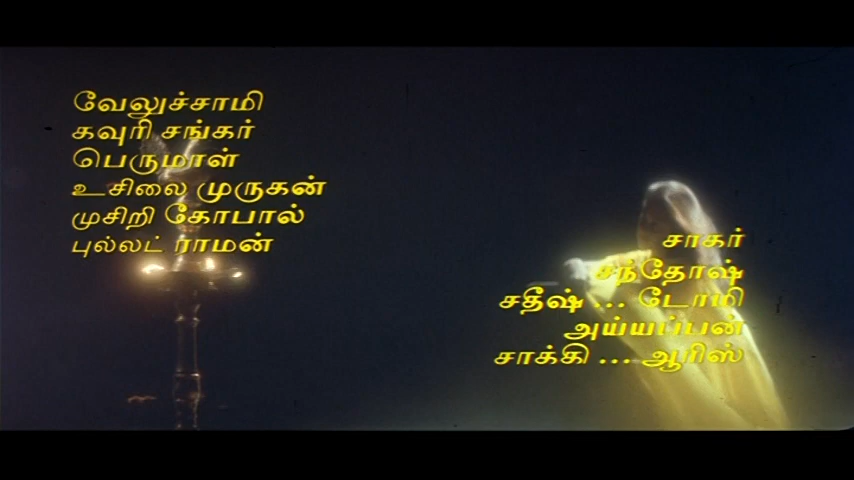 வேலுச்சாமி
கவுரி சங்கர்
பெருமாள்
உசிலை முருகன்
முசிறி கோபால்
புல்லட் ராமன்
சாகர்
சந்தோஷ்
சதீஷ் ... டோமி
அய்யப்பன்
சாக்கி ... ஆரிஸ்